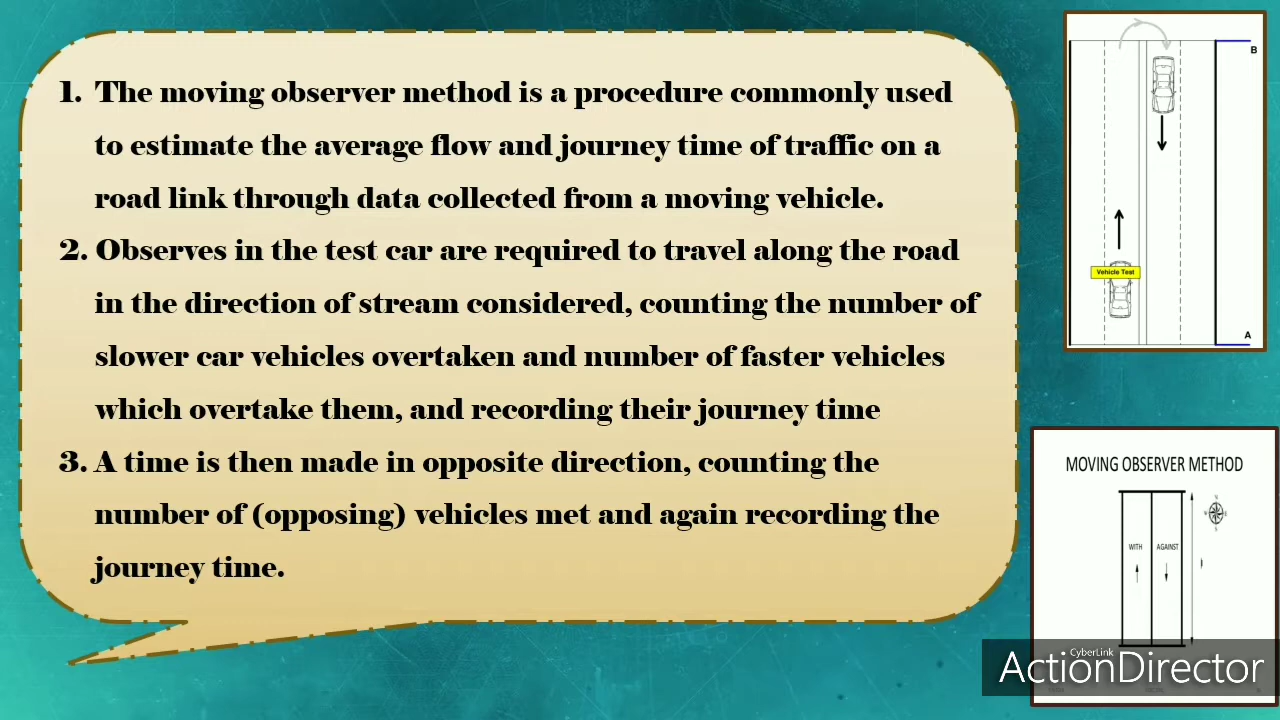 1. The moving observer method is a procedure commonly used
to estimate the average flow and journey time of traffic on a
road link through data collected from a moving vehicle.
2. Observes in the test car are required to travel along the road
in the direction of stream considered, counting the number of
slower car vehicles overtaken and number of faster vehicles
which overtake them, and recording their journey time
3. A time is then made in opposite direction, counting the
number of (opposing) vehicles met and again recording the
journey time.
B
Vehicle Test
A
MOVING OBSERVER METHOD
WITH AGAINST
CyberLink
ActionDirector